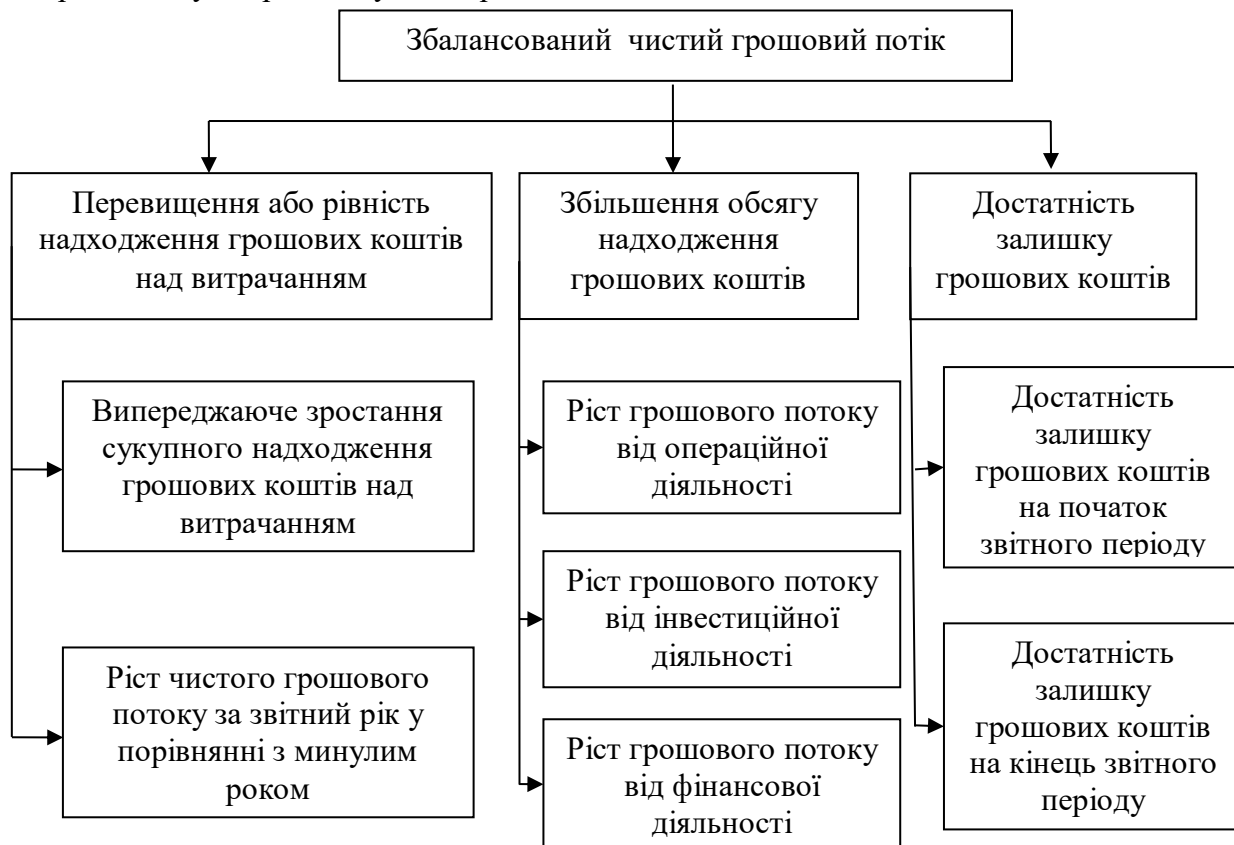 Збалансований чистий грошовий потік
Перевищення або рівність
надходження грошових коштів
над витрачанням
Збільшення обсягу
надходження
грошових коштів
Достатність
залишку
грошових коштів
Випереджаюче зростання
сукупного надходження
грошових коштів над
витрачанням
Ріст чистого грошового
потоку за звітний рік у
порівнянні з минулим
роком
Ріст грошового потоку
від операційної
діяльності
Ріст грошового потоку
від інвестиційної
діяльності
Ріст грошового потоку
від фінансової
діяльності
Достатність
залишку
грошових коштів
на початок
звітного періоду
Достатність
залишку
грошових коштів
на кінець звітного
періоду